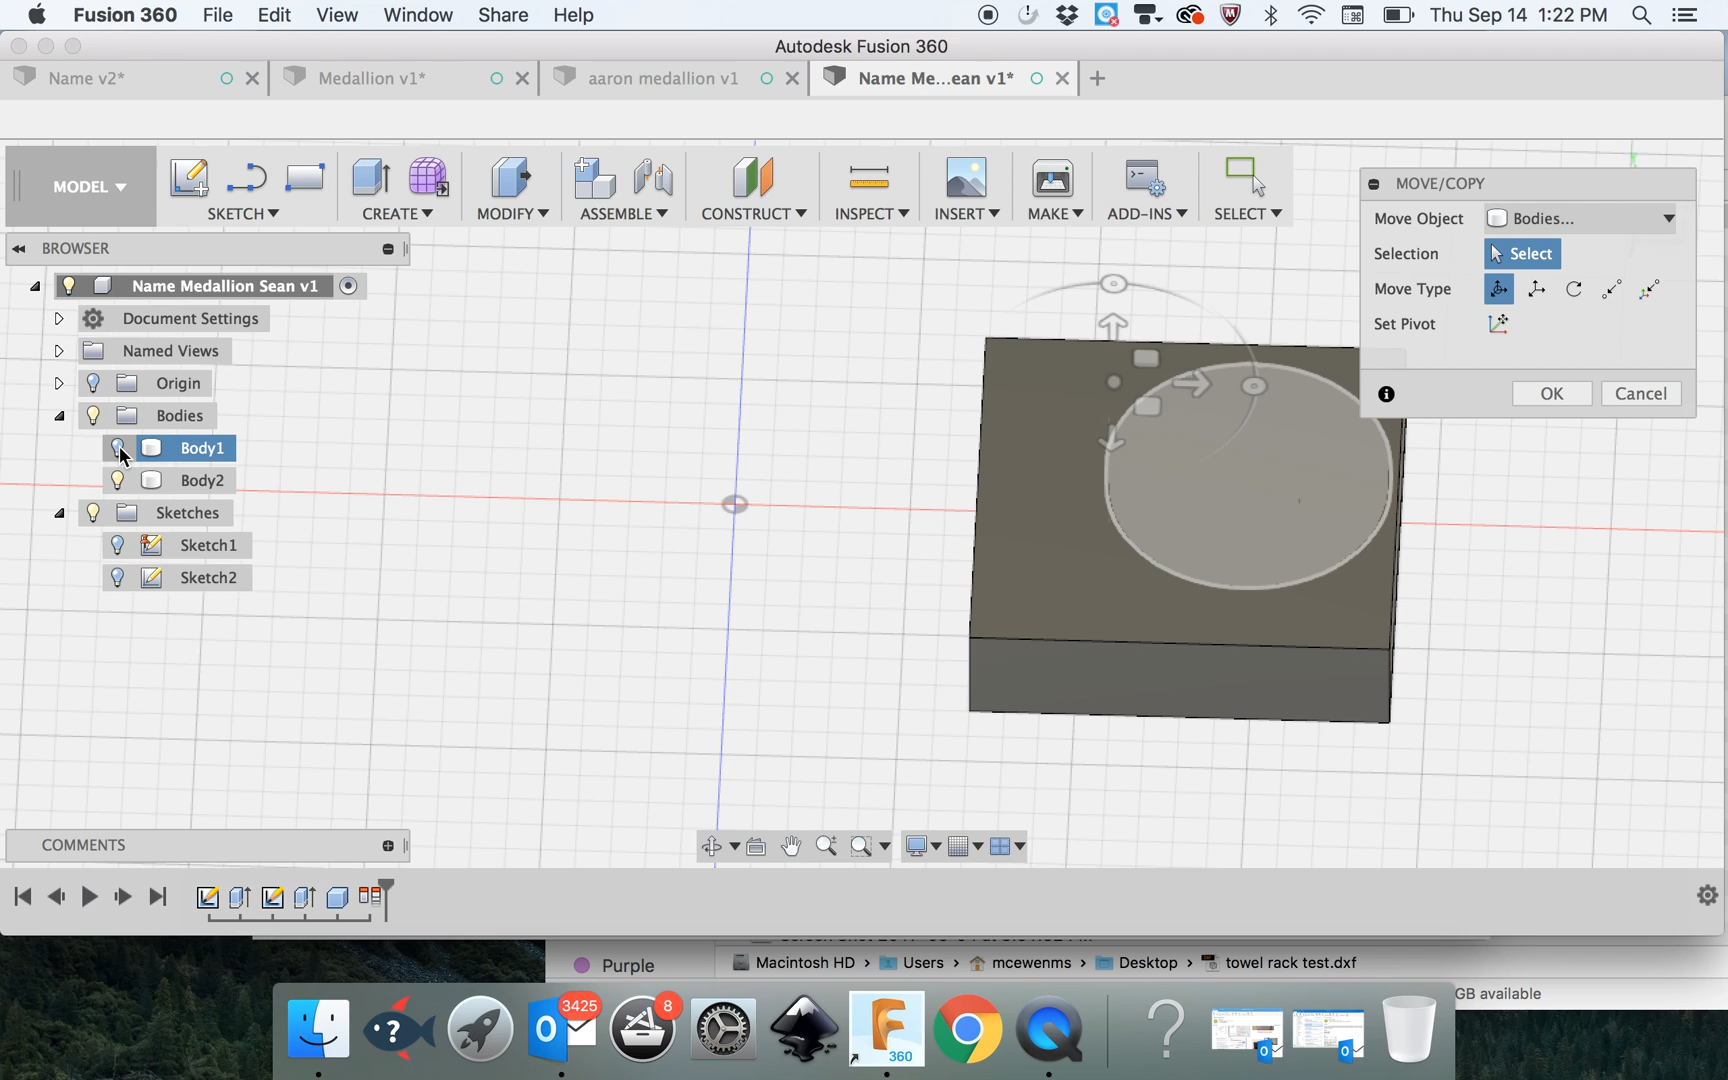 Fusion 360 File Edit View Window Share Help Thu Sep 14 1:22 PM
Autodesk Fusion 360
Name v2* Medallion v1* aaron medallion v1 Name Me...ean v1*
MODEL SKETCH CREATE MODIFY ASSEMBLE CONSTRUCT INSPECT INSERT MAKE ADD-INS SELECT
BROWSER
Name Medallion Sean v1
Document Settings
Named Views
Origin
Bodies
Body1
Body2
Sketches
Sketch1
Sketch2
MOVE/COPY
Move Object Bodies...
Selection Select
Move Type
Set Pivot
OK Cancel
COMMENTS
Purple
Macintosh HD › Users › mcewenms › Desktop › towel rack test.dxf
GB available
3425
8
360